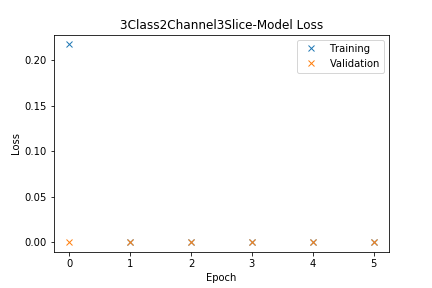 3Class2Channel3Slice-Model Loss
Training
Validation
0.20
0.15
0.10
0.05
0.00
Loss
0 1 2 3 4 5
Epoch